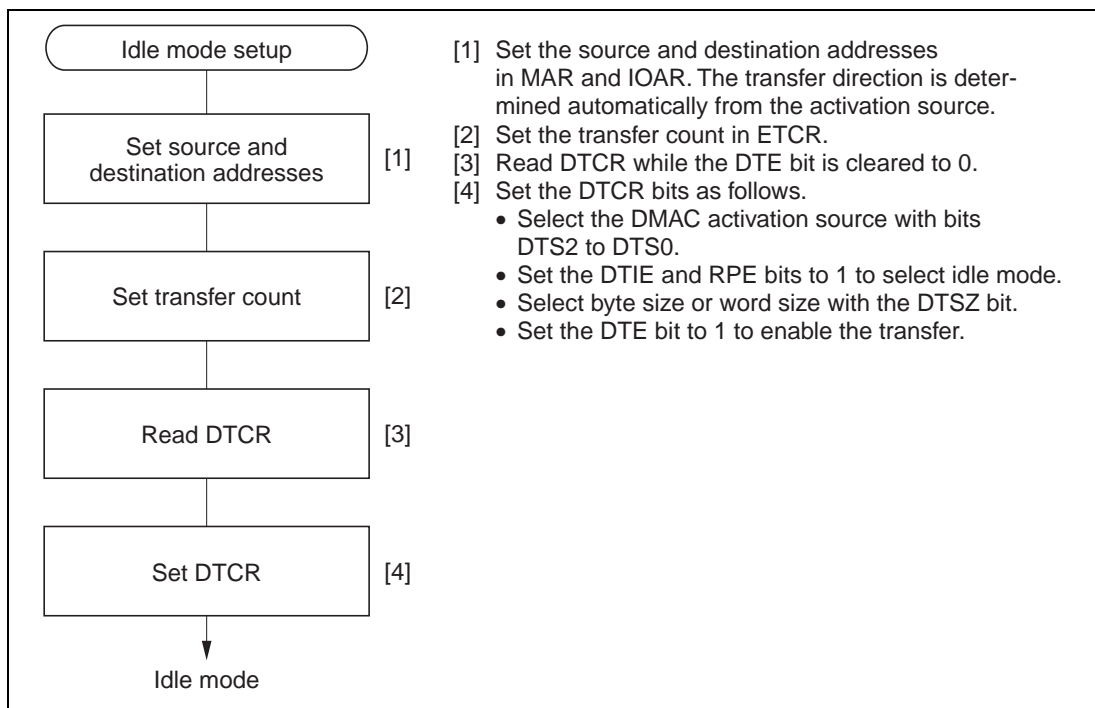 Idle mode setup
Set source and
destination addresses
[1]
Set transfer count
[2]
Read DTCR
[3]
Set DTCR
[4]
Idle mode
[1] Set the source and destination addresses
in MAR and IOAR. The transfer direction is deter-
mined automatically from the activation source.
[2] Set the transfer count in ETCR.
[3] Read DTCR while the DTE bit is cleared to 0.
[4] Set the DTCR bits as follows.
• Select the DMAC activation source with bits
DTS2 to DTS0.
• Set the DTIE and RPE bits to 1 to select idle mode.
• Select byte size or word size with the DTSZ bit.
• Set the DTE bit to 1 to enable the transfer.